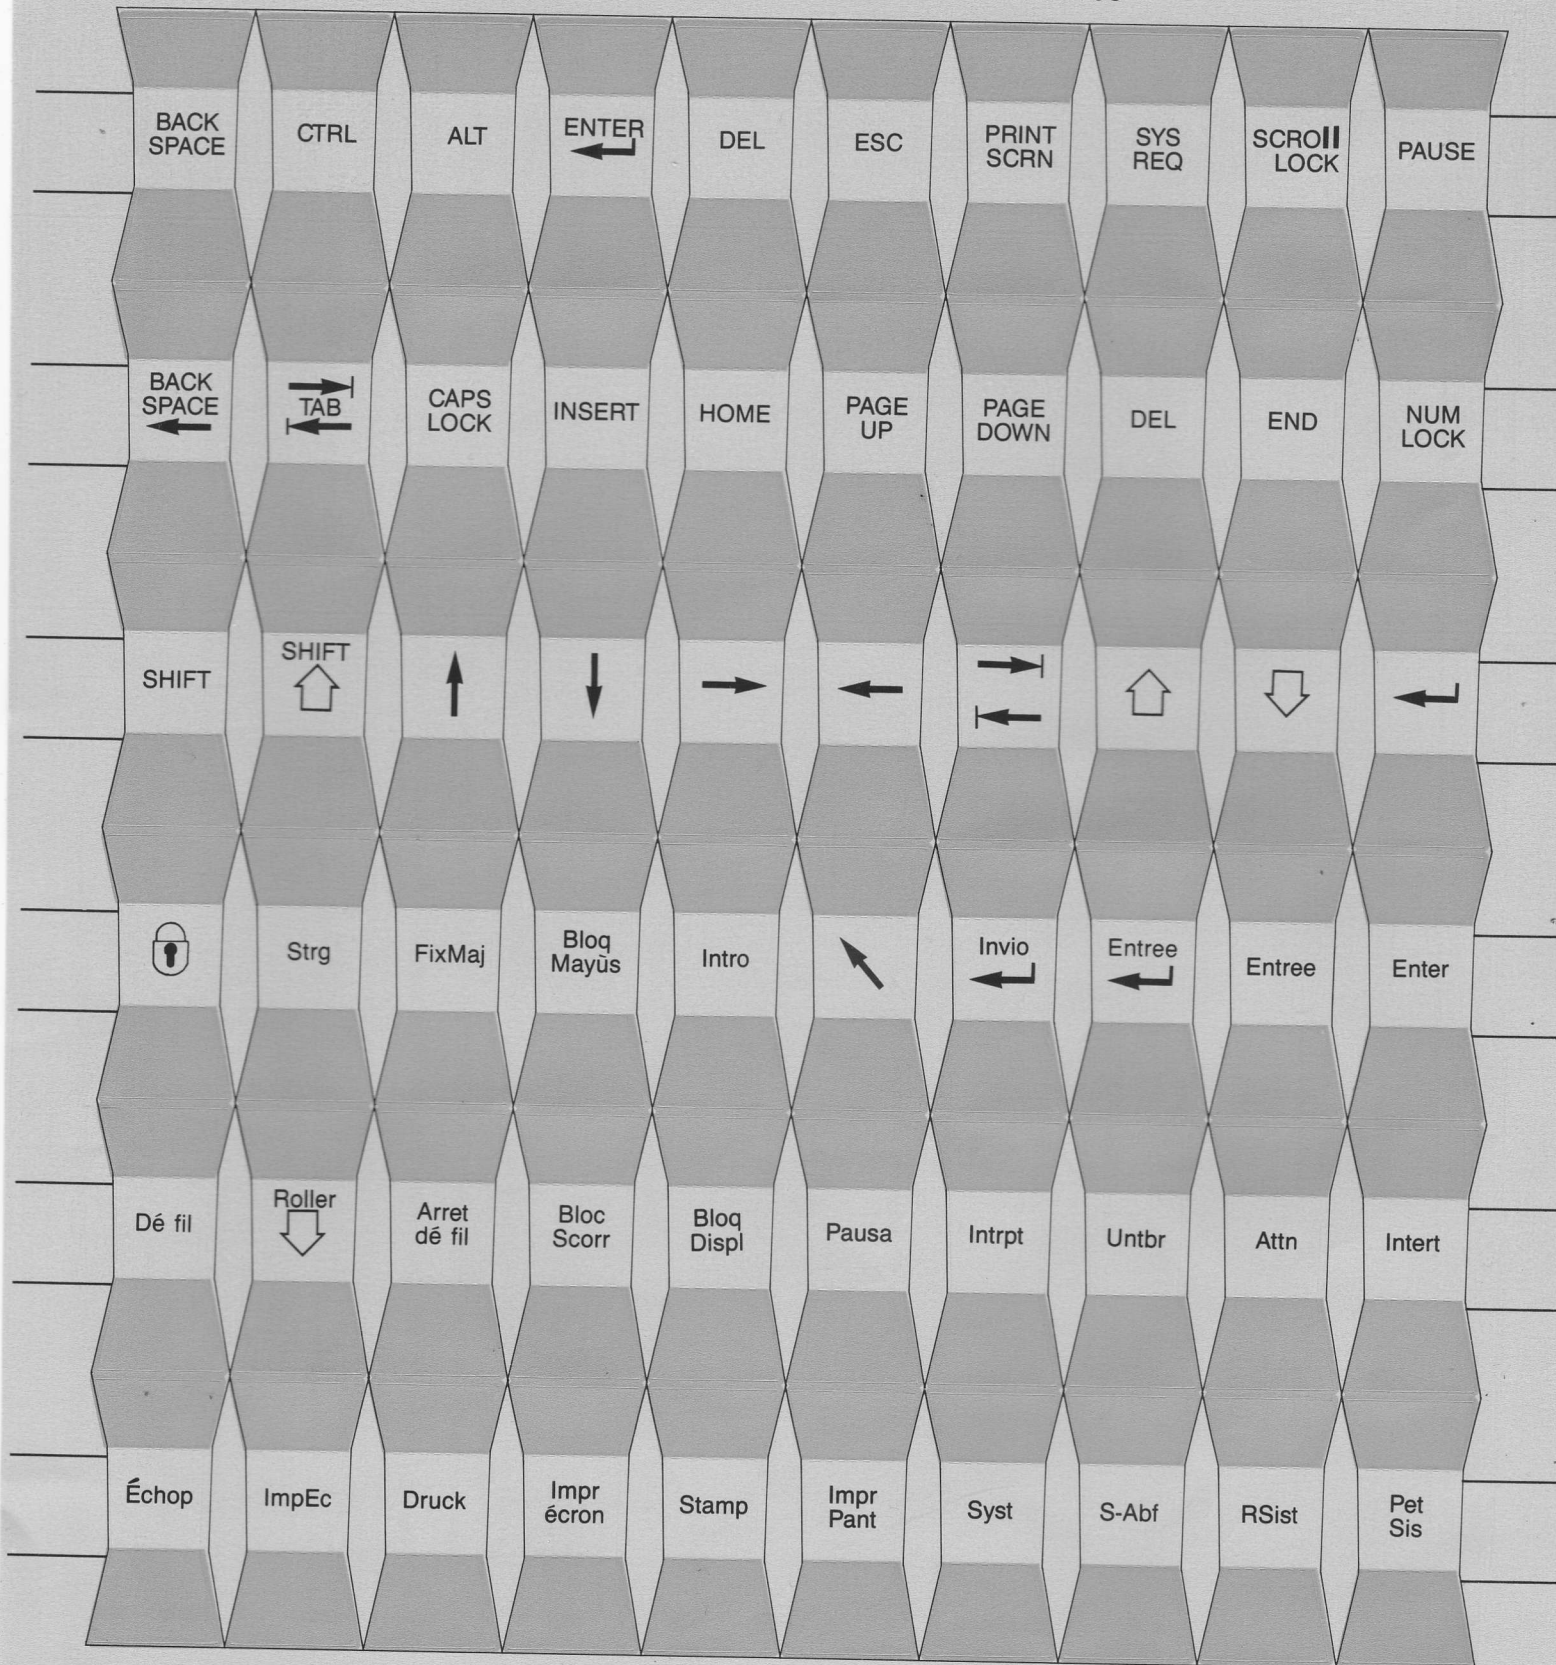 BACK
SPACE
CTRL
ALT
ENTER
DEL
ESC
PRINT
SCRN
SYS
REQ
SCROll
LOCK
PAUSE
BACK
SPACE
TAB
CAPS
LOCK
INSERT
HOME
PAGE
UP
PAGE
DOWN
DEL
END
NUM
LOCK
SHIFT
SHIFT
Strg
FixMaj
Bloq
Mayùs
Intro
Invio
Entree
Entree
Enter
Dé fil
Roller
Arret
dé fil
Bloc
Scorr
Bloq
Displ
Pausa
Intrpt
Untbr
Attn
Intert
Échop
ImpEc
Druck
Impr
écron
Stamp
Impr
Pant
Syst
S-Abf
RSist
Pet
Sis